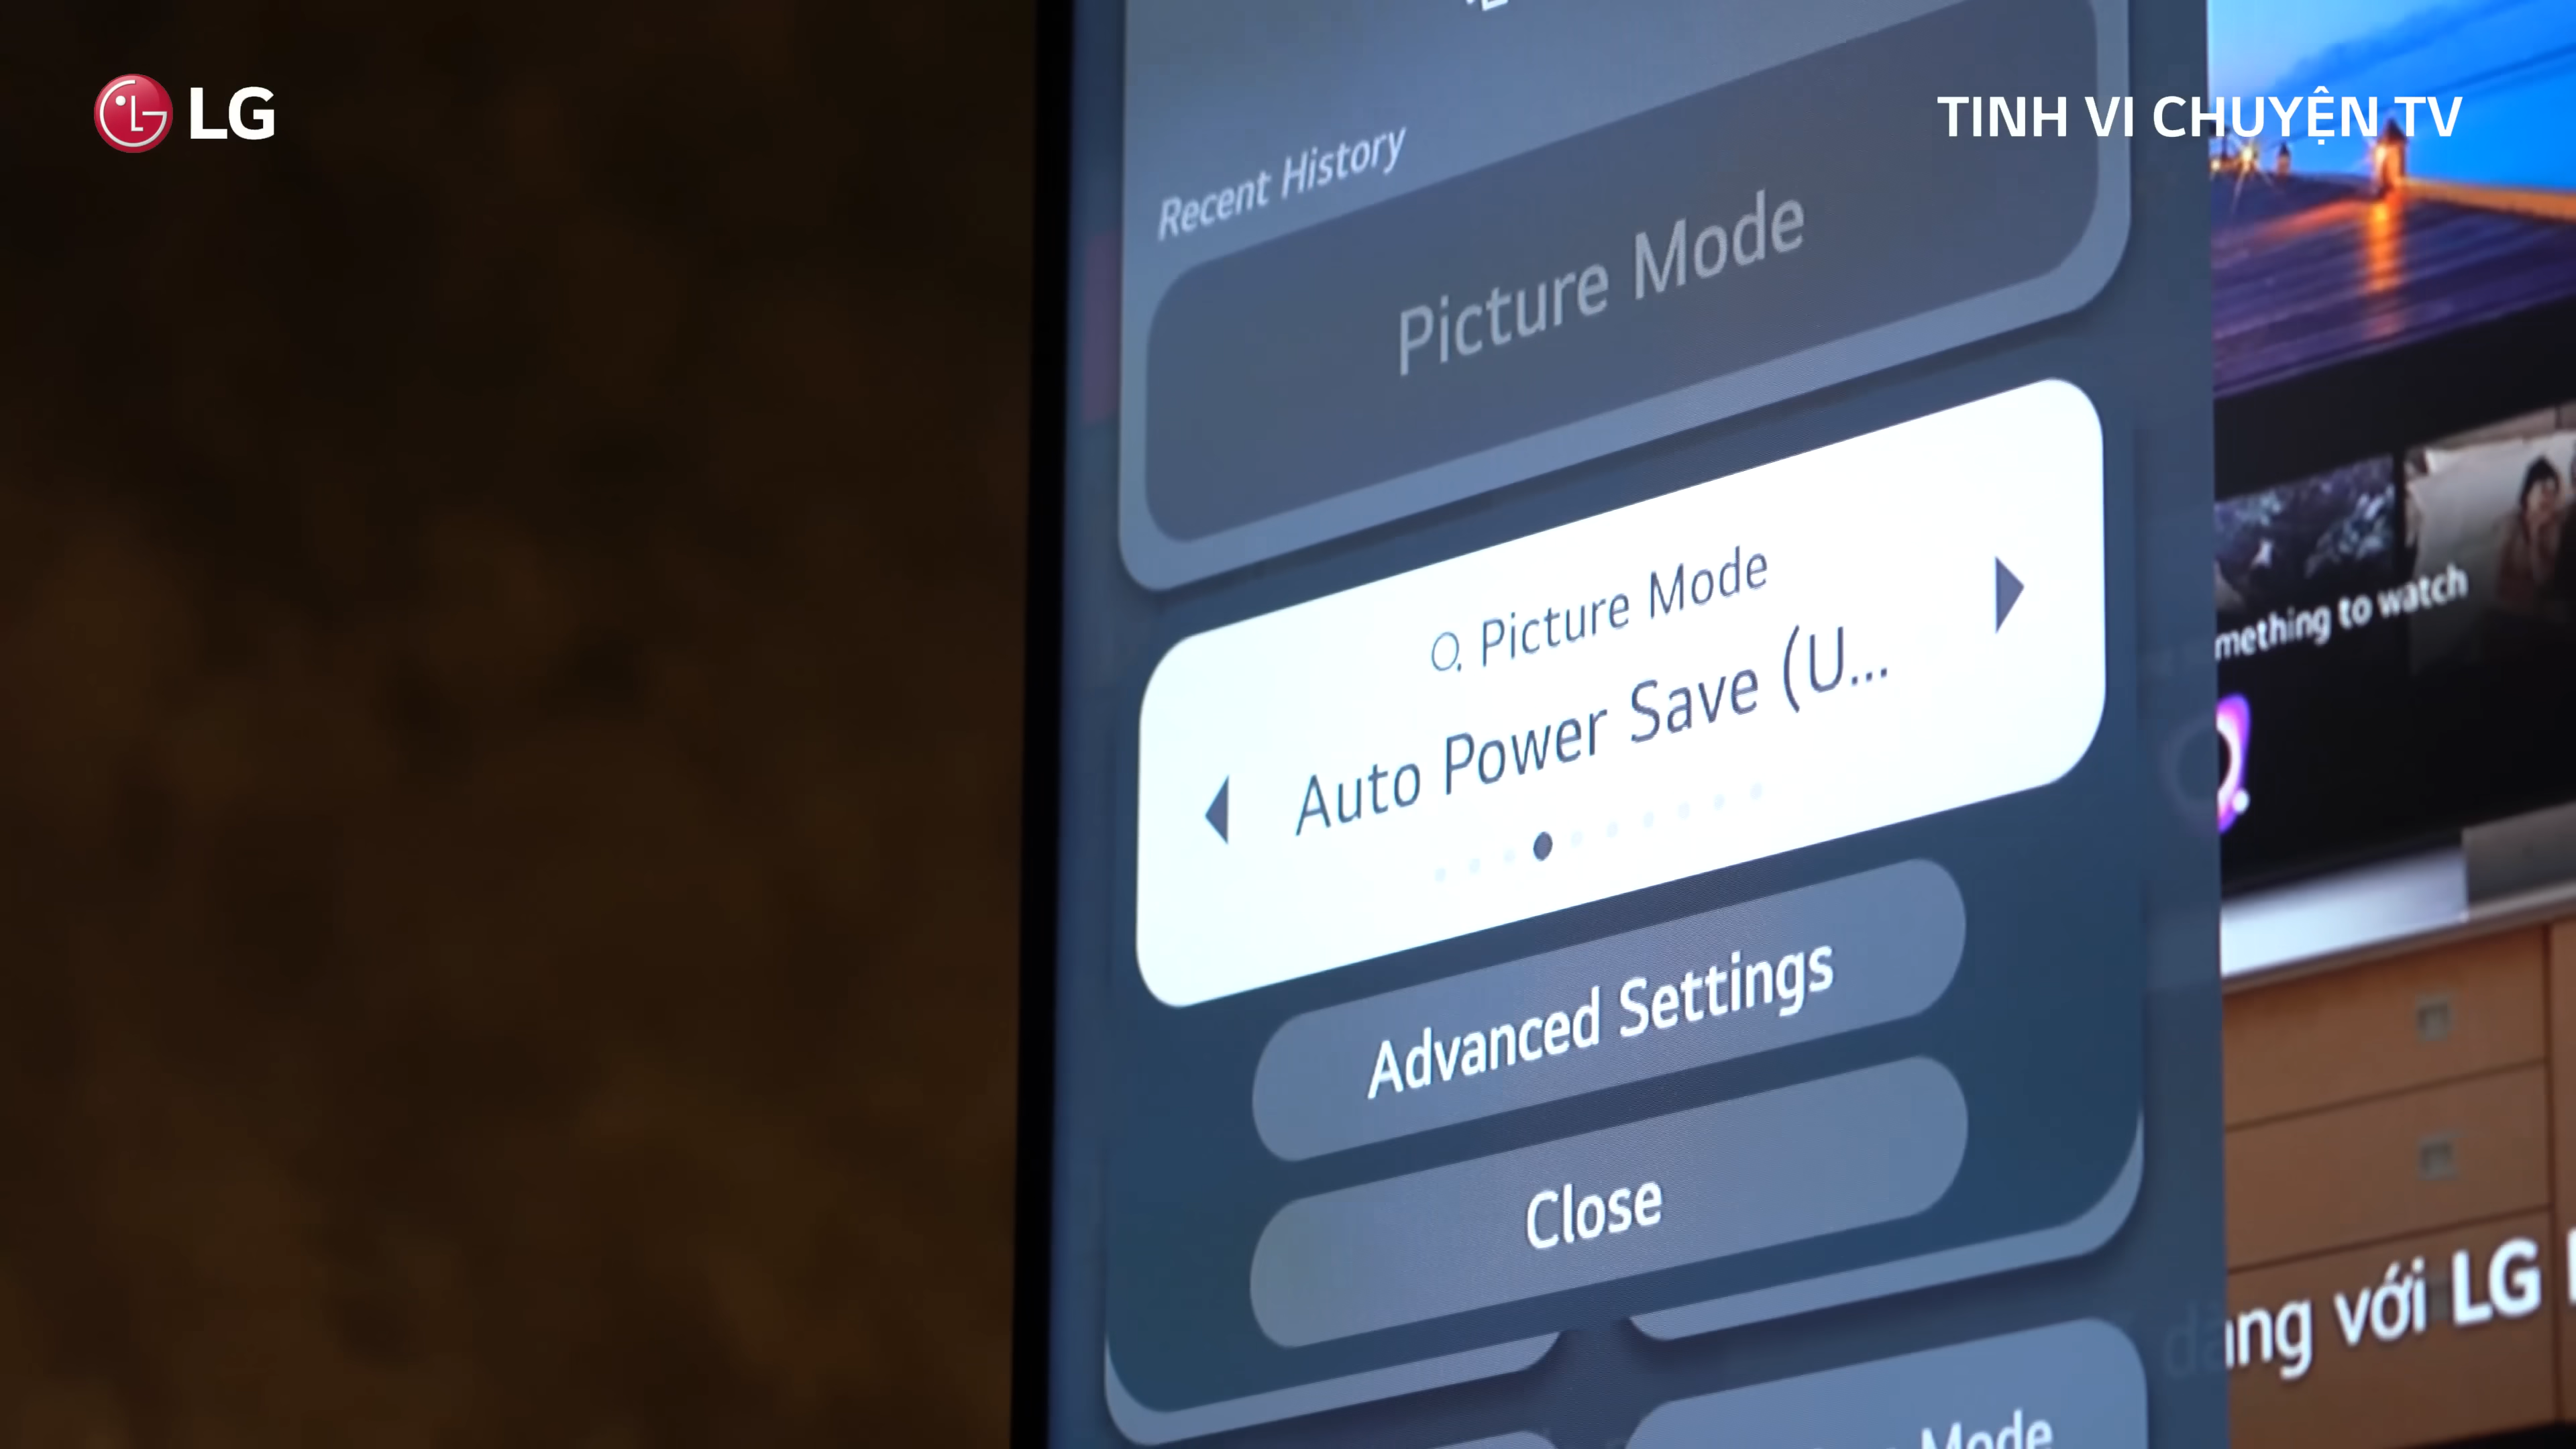 LG
TINH VI CHUYỆN TV
Recent History
Picture Mode
Picture Mode
Auto Power Save (U...
mething to watch
Advanced Settings
Close
ang với LG
Mode